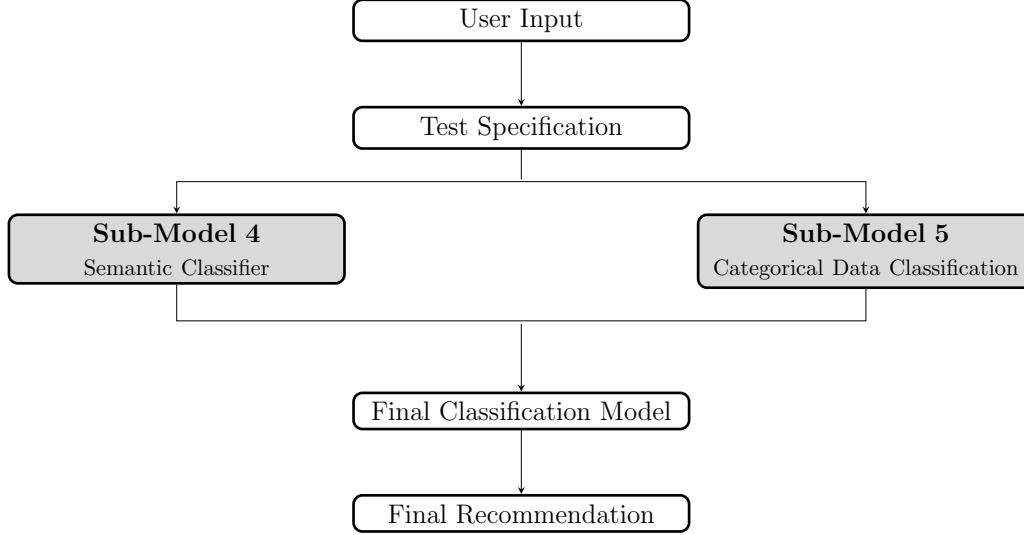 User Input
Test Specification
Sub-Model 4
Semantic Classifier
Sub-Model 5
Categorical Data Classification
Final Classification Model
Final Recommendation